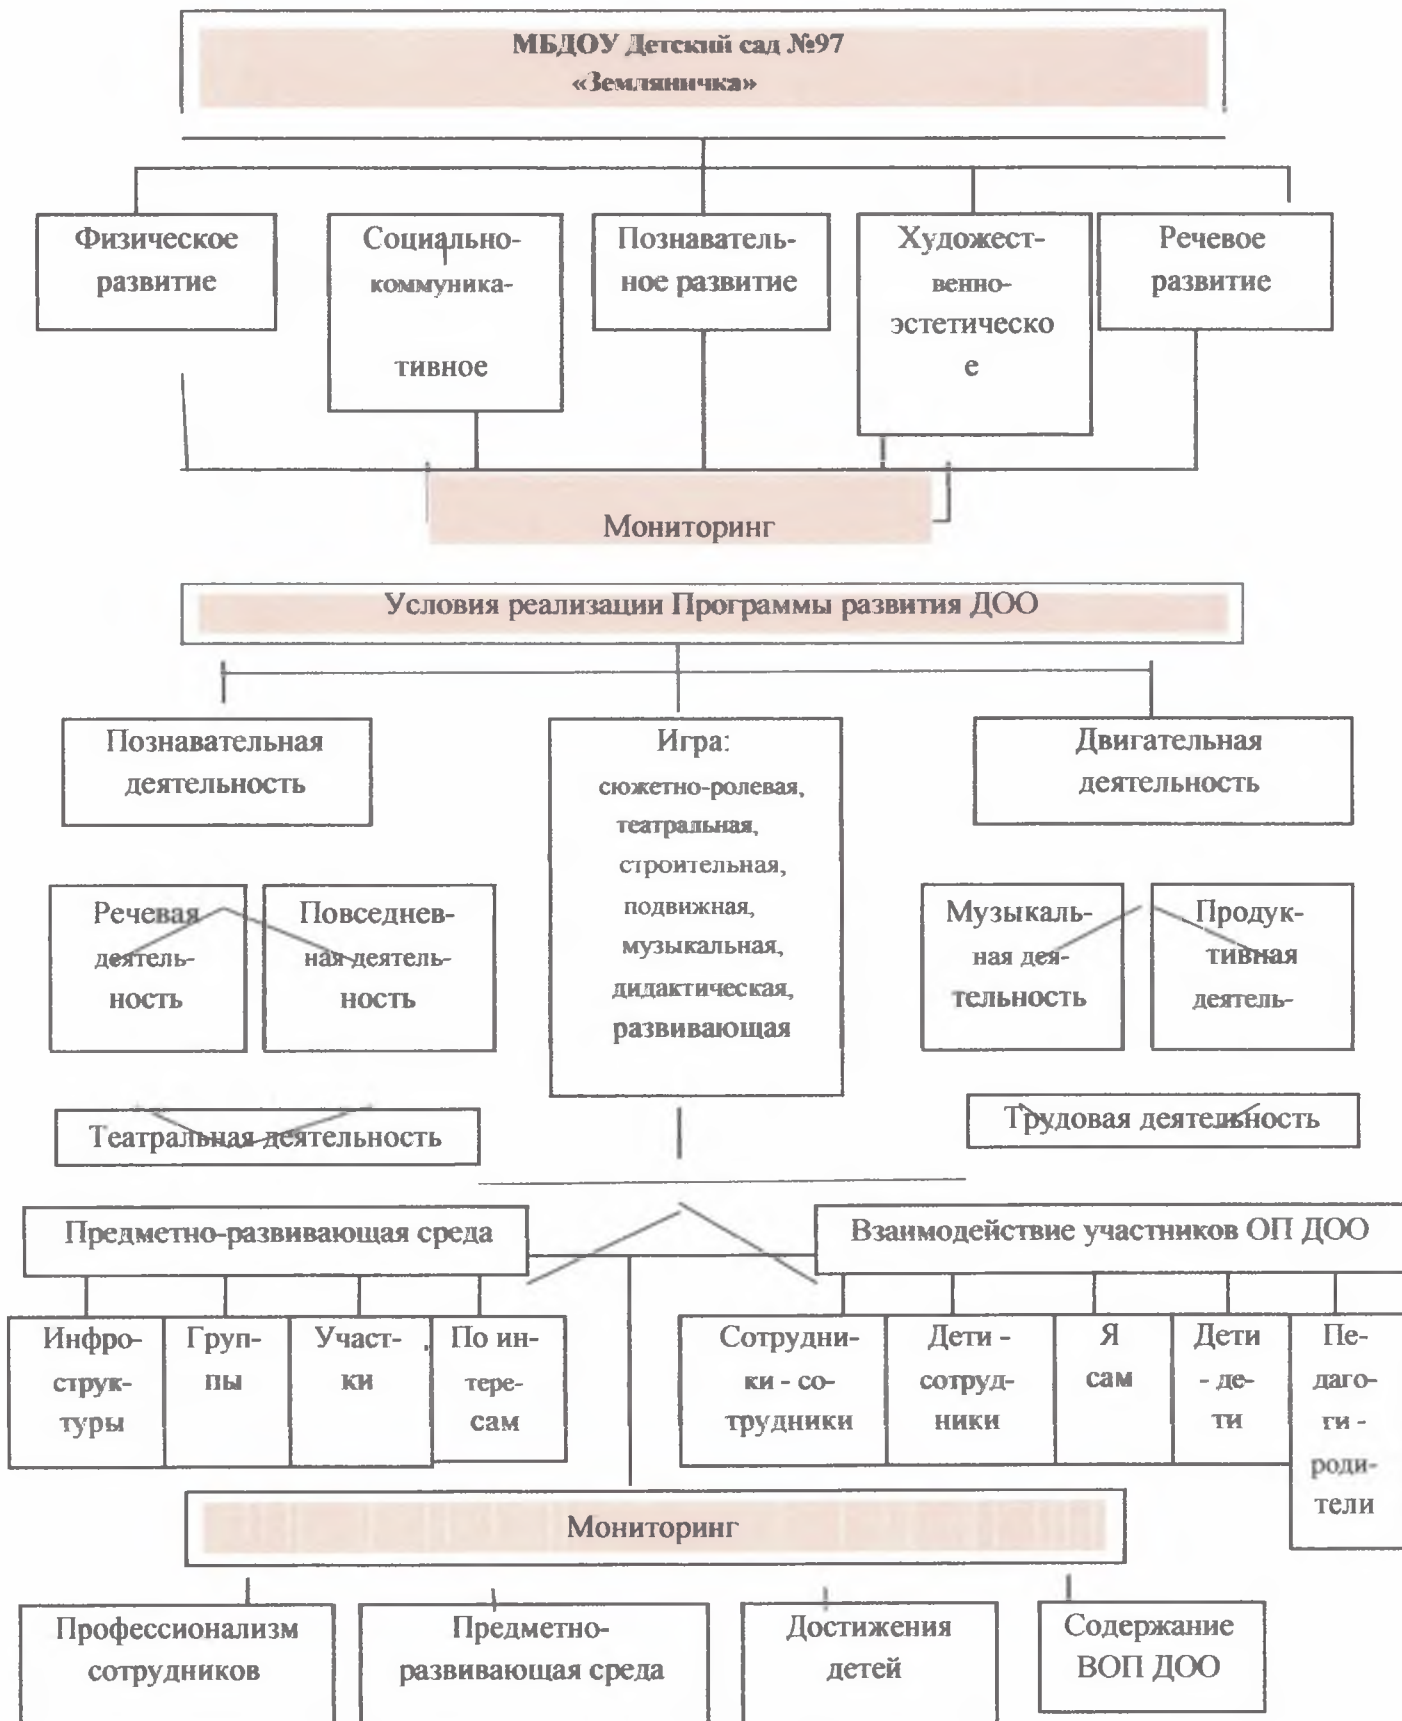 МБДОУ Детский сад №97
«Земляничка»
Физическое
развитие
Социально-
коммуника-
тивное
Познаватель-
ное развитие
Художест-
венно-
эстетическо
е
Речевое
развитие
Мониторинг
Условия реализации Программы развития ДОО
Познавательная
деятельность
Игра:
сюжетно-ролевая,
театральная,
строительная,
подвижная,
музыкальная,
дидактическая,
развивающая
Двигательная
деятельность
Речевая
деятель-
ность
Повседнев-
ная деятель-
ность
Музыкаль-
ная дея-
тельность
Продук-
тивная
деятель-
Театральная деятельность
Трудовая деятельность
Предметно-развивающая среда
Взаимодействие участников ОП ДОО
Инфро-
струк-
туры
Груп-
пы
Участ-
ки
По ин-
тере-
сам
Сотрудни-
ки - со-
трудники
Дети -
сотруд-
ники
Я
сам
Дети
- де-
ти
Пе-
даго-
ги -
роди-
тели
Мониторинг
Профессионализм
сотрудников
Предметно-
развивающая среда
Достижения
детей
Содержание
ВОП ДОО